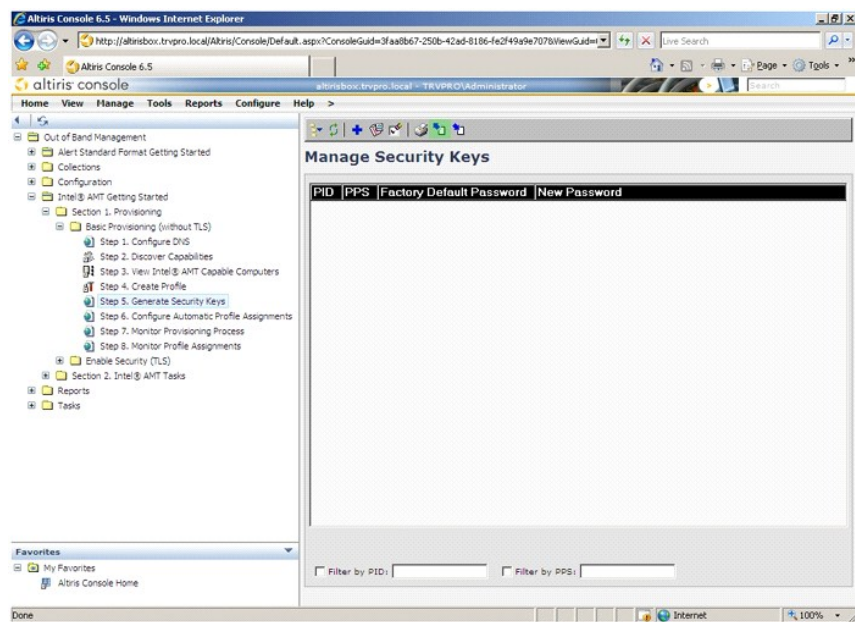 Altiris Console 6.5 - Windows Internet Explorer
http://altirisbox.trvpro.local/Altiris/Console/Default.aspx?ConsoleGuid=3faa8b67-250b-42ad-8186-fe2f49a9e707&ViewGuid=
Live Search
Altiris Console 6.5
Page
Tools
altiris console
altirisbox.trvpro.local - TRVPRO\Administrator
Search
Home View Manage Tools Reports Configure Help >
Out of Band Management
Alert Standard Format Getting Started
Collections
Configuration
Intel® AMT Getting Started
Section 1. Provisioning
Basic Provisioning (without TLS)
Step 1. Configure DNS
Step 2. Discover Capabilities
Step 3. View Intel® AMT Capable Computers
Step 4. Create Profile
Step 5. Generate Security Keys
Step 6. Configure Automatic Profile Assignments
Step 7. Monitor Provisioning Process
Step 8. Monitor Profile Assignments
Enable Security (TLS)
Section 2. Intel® AMT Tasks
Reports
Tasks
Manage Security Keys
PID PPS Factory Default Password New Password
Filter by PID: Filter by PPS:
Favorites
My Favorites
Altiris Console Home
Done
Internet
100%